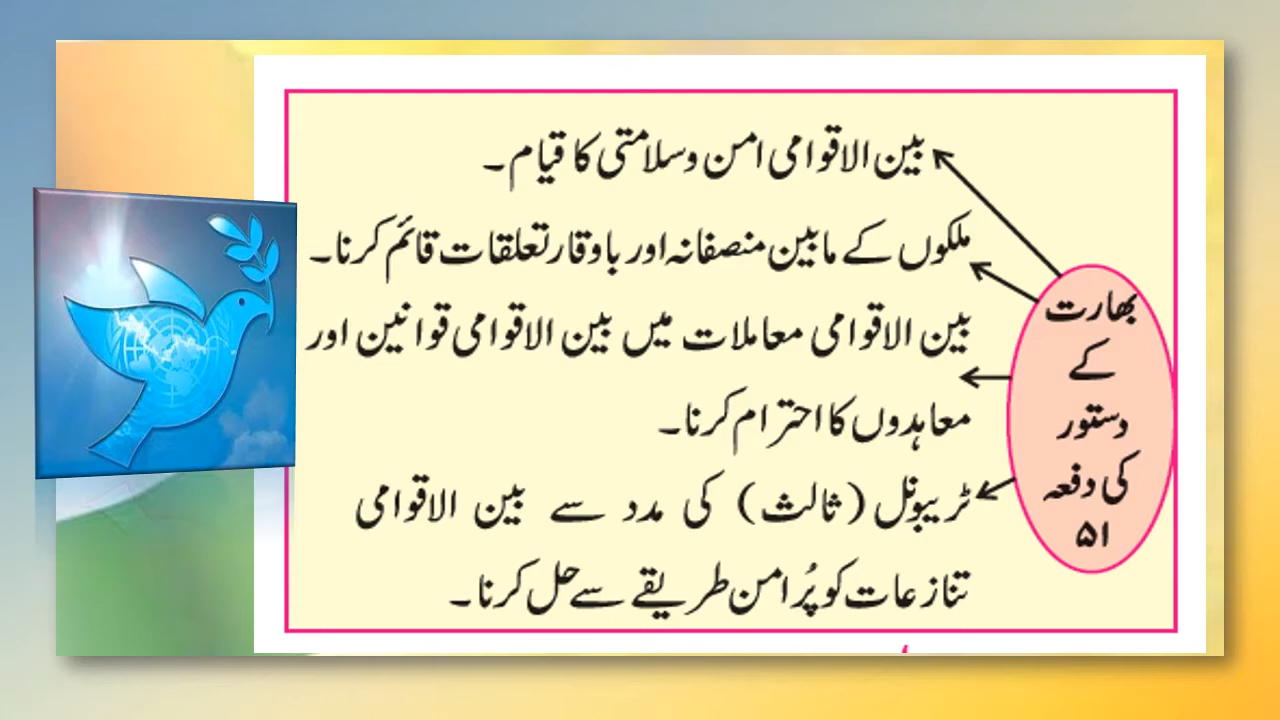 بین الاقوامی امن وسلامتی کا قیام۔
ملکوں کے مابین منصفانہ اور باوقار تعلقات قائم کرنا۔
بین الاقوامی معاملات میں بین الاقوامی قوانین اور
معاہدوں کا احترام کرنا۔
ٹریبونل (ثالث) کی مدد سے بین الاقوامی
تنازعات کو پُرامن طریقے سے حل کرنا۔
بھارت
کے
دستور
کی دفعہ
۵۱